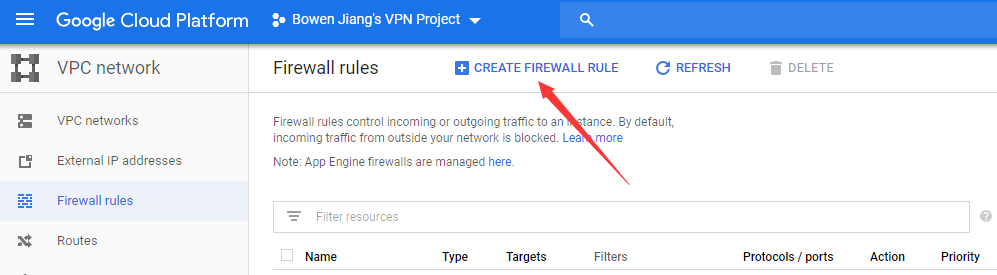 Google Cloud Platform
Bowen Jiang's VPN Project
VPC network
Firewall rules
CREATE FIREWALL RULE
REFRESH
DELETE
VPC networks
External IP addresses
Firewall rules
Routes
Firewall rules control incoming or outgoing traffic to an instance. By default,
incoming traffic from outside your network is blocked. Learn more
Note: App Engine firewalls are managed here.
Filter resources
?
Name Type Targets Filters Protocols / ports Action Priority